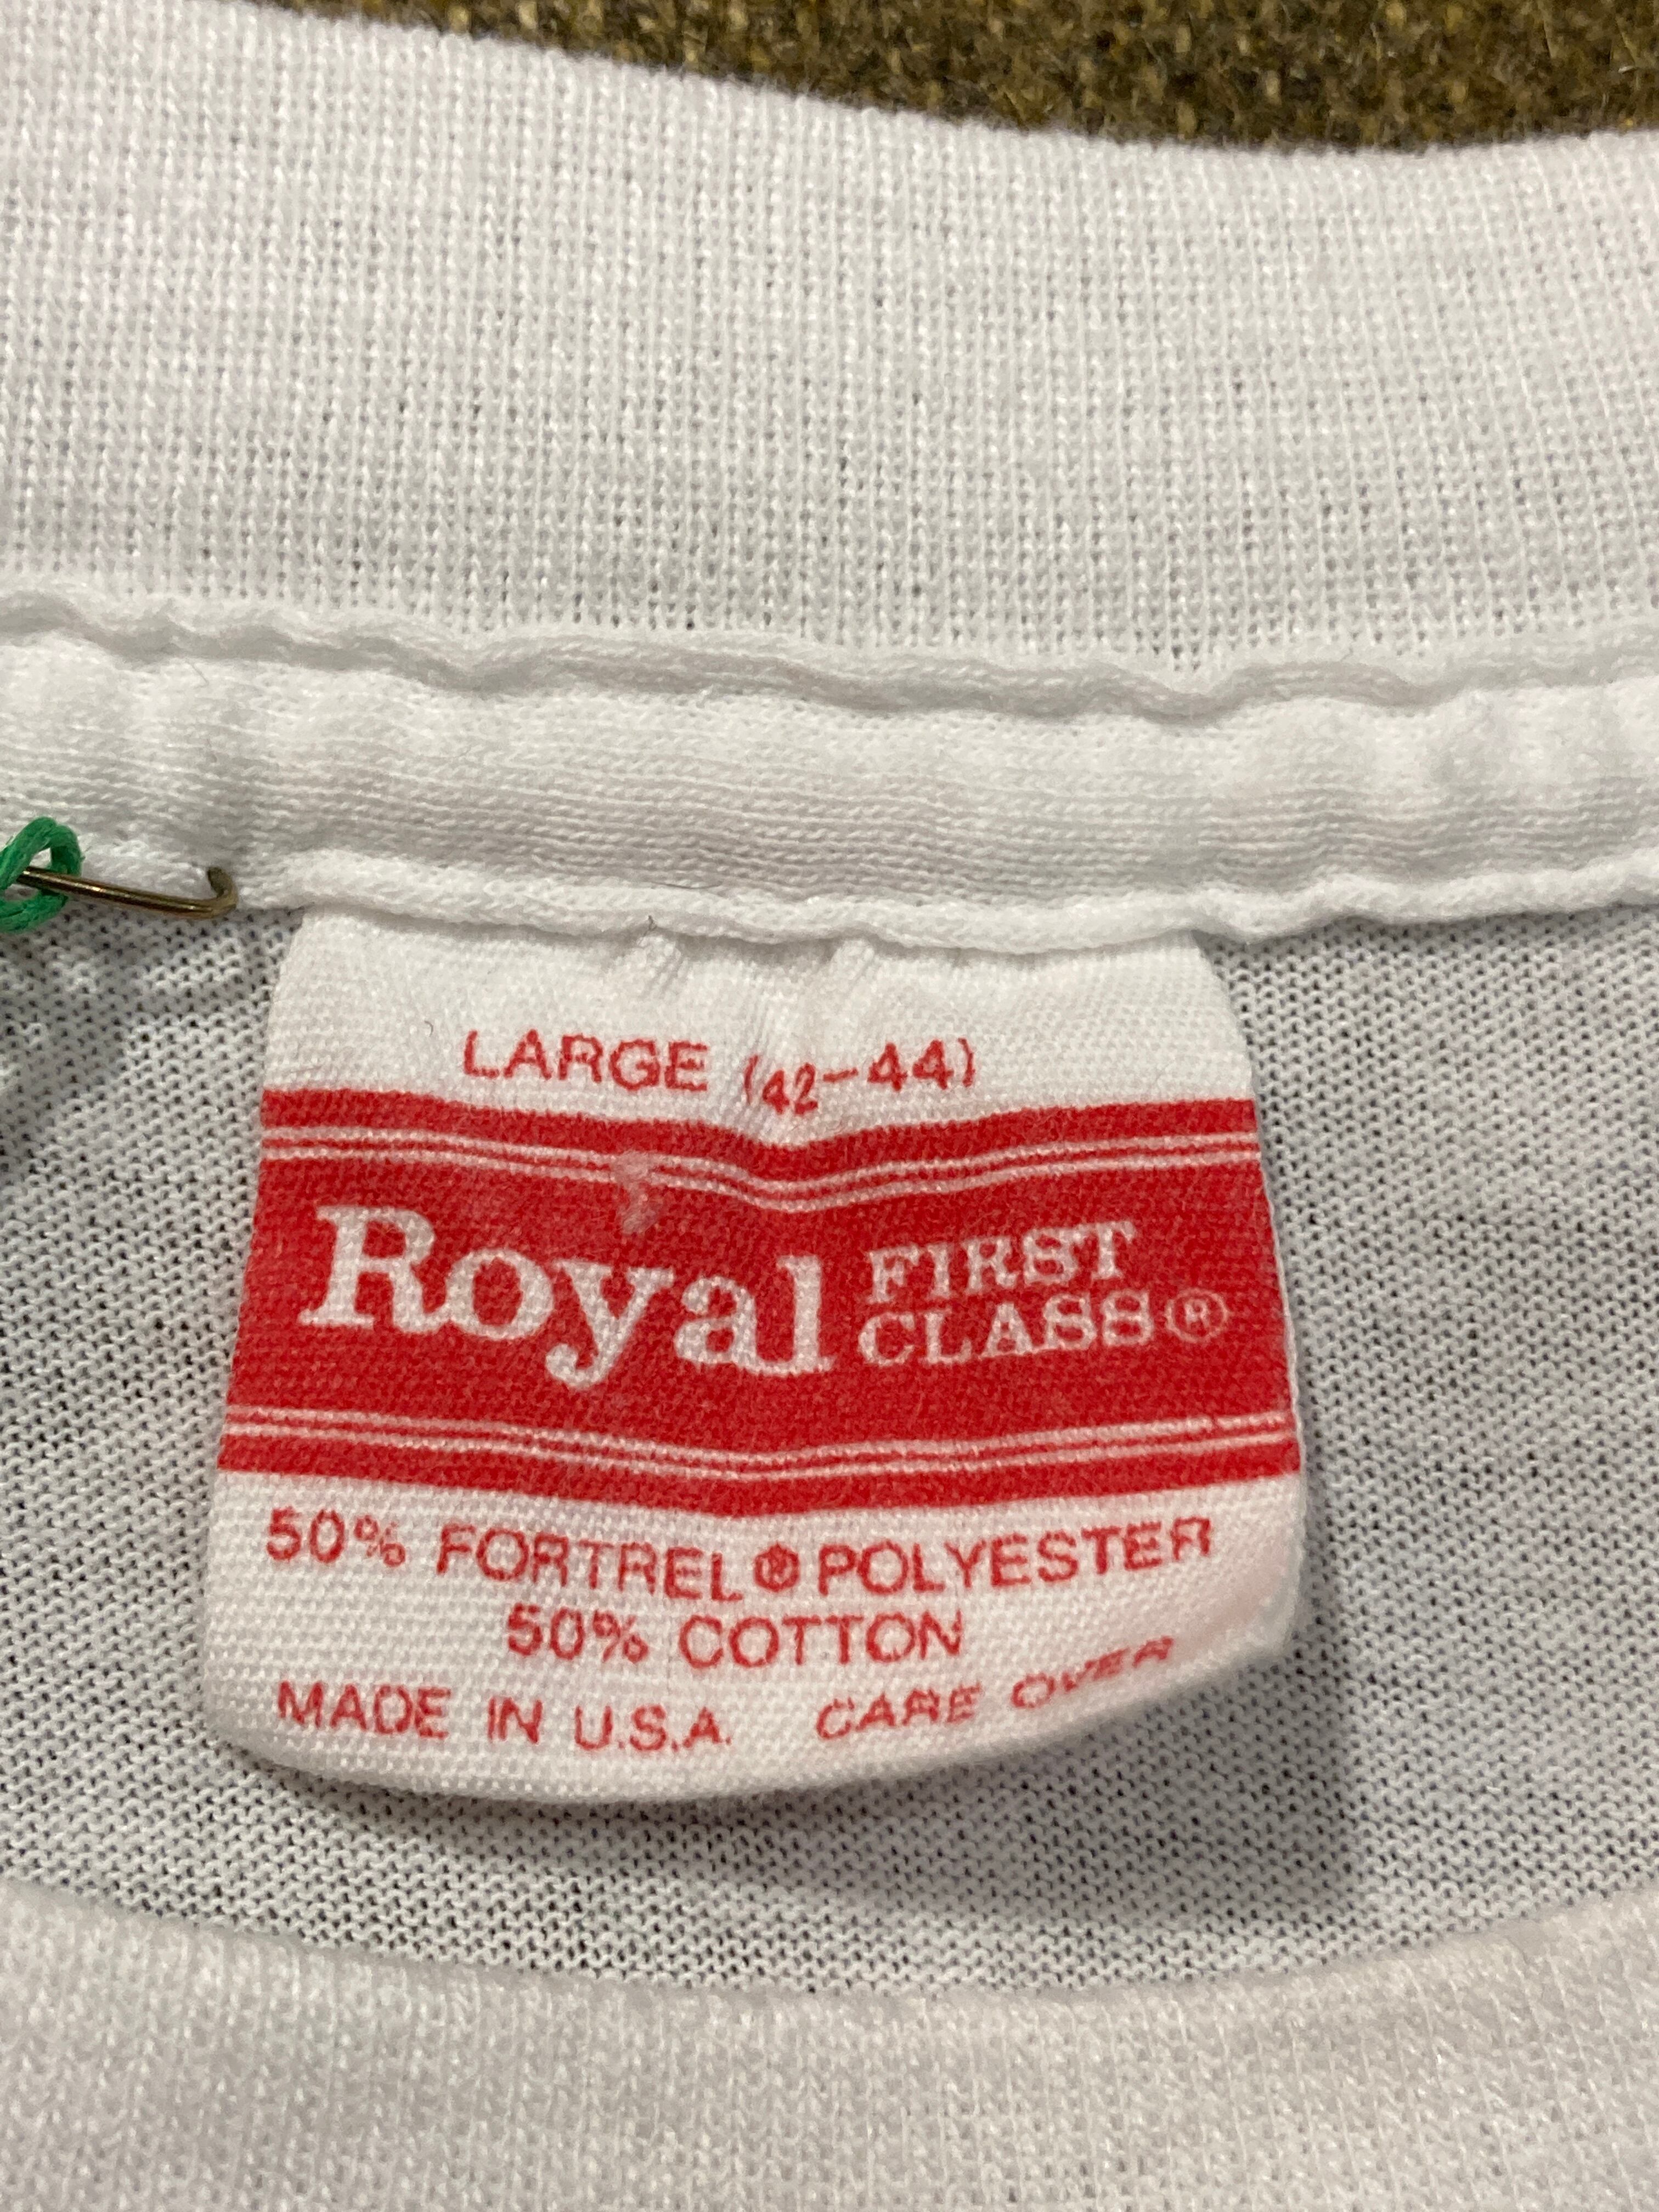 LARGE (42-44)
Royal FIRST CLASS®
50% FORTREL® POLYESTER
50% COTTON
MADE IN U.S.A. CARE OVER